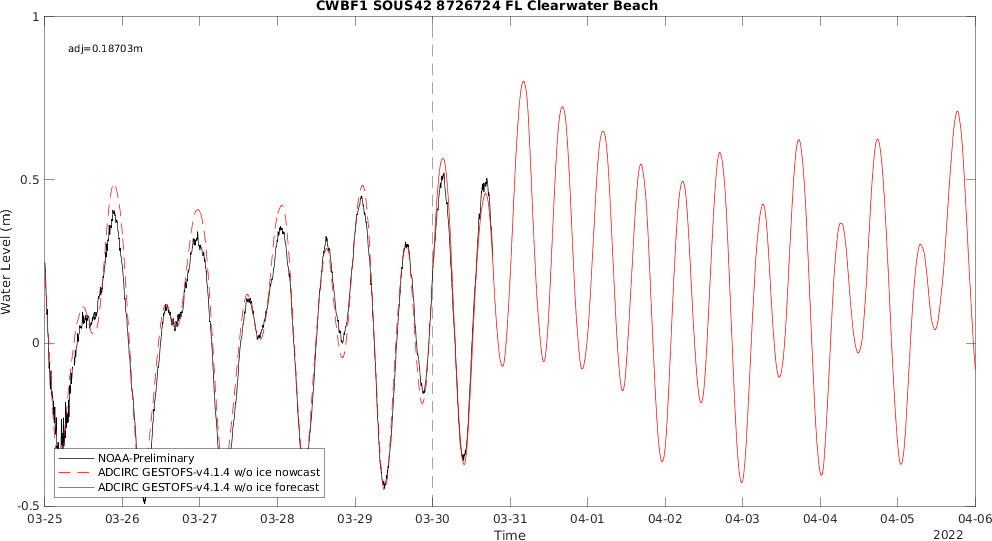 CWBF1 SOUS42 8726724 FL Clearwater Beach
1
adj=0.18703m
0.5
Water Level (m)
0
NOAA-Preliminary
ADCIRC GESTOFS-v4.1.4 w/o ice nowcast
ADCIRC GESTOFS-v4.1.4 w/o ice forecast
-0.5
03-25 03-26 03-27 03-28 03-29 03-30 03-31 04-01 04-02 04-03 04-04 04-05 04-06
Time
2022